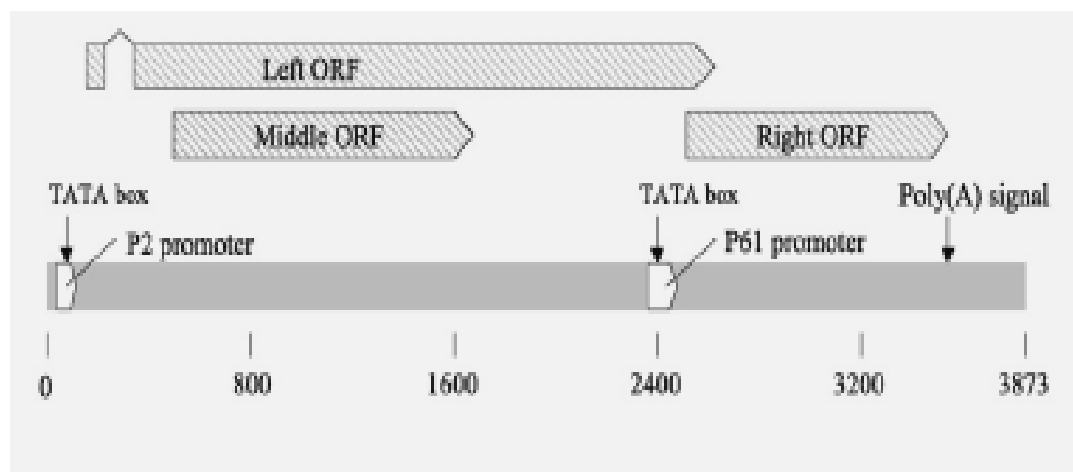 Left ORF
Middle ORF Right ORF
TATA box TATA box Poly(A) signal
P2 promoter P61 promoter
0 800 1600 2400 3200 3873